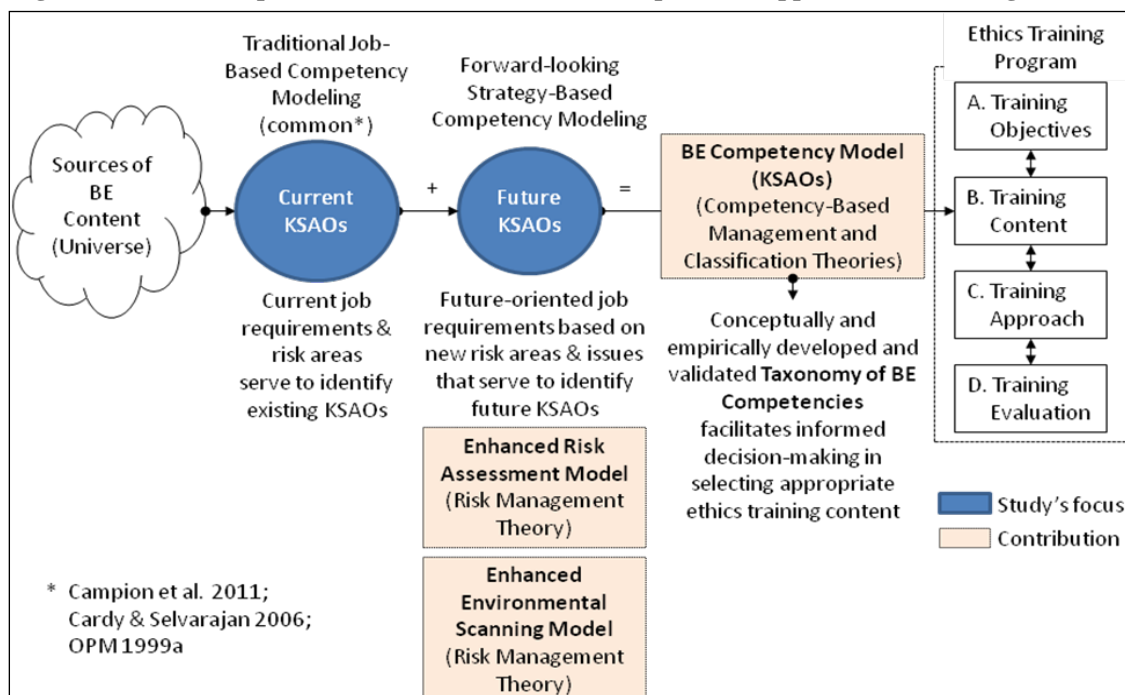 Traditional Job-
Based Competency
Modeling
(common*)
Forward-looking
Strategy-Based
Competency Modeling
Ethics Training
Program
Sources of
BE
Content
(Universe)
Current
KSAOs
+
Future
KSAOs
=
BE Competency Model
(KSAOs)
(Competency-Based
Management and
Classification Theories)
A. Training
Objectives
B. Training
Content
C. Training
Approach
D. Training
Evaluation
Current job
requirements &
risk areas
serve to identify
existing KSAOs
Future-oriented job
requirements based on
new risk areas & issues
that serve to identify
future KSAOs
Conceptually and
empirically developed and
validated Taxonomy of BE
Competencies
facilitates informed
decision-making in
selecting appropriate
ethics training content
Enhanced Risk
Assessment Model
(Risk Management
Theory)
Enhanced
Environmental
Scanning Model
(Risk Management
Theory)
Study's focus
Contribution
* Campion et al. 2011;
Cardy & Selvarajan 2006;
OPM 1999a